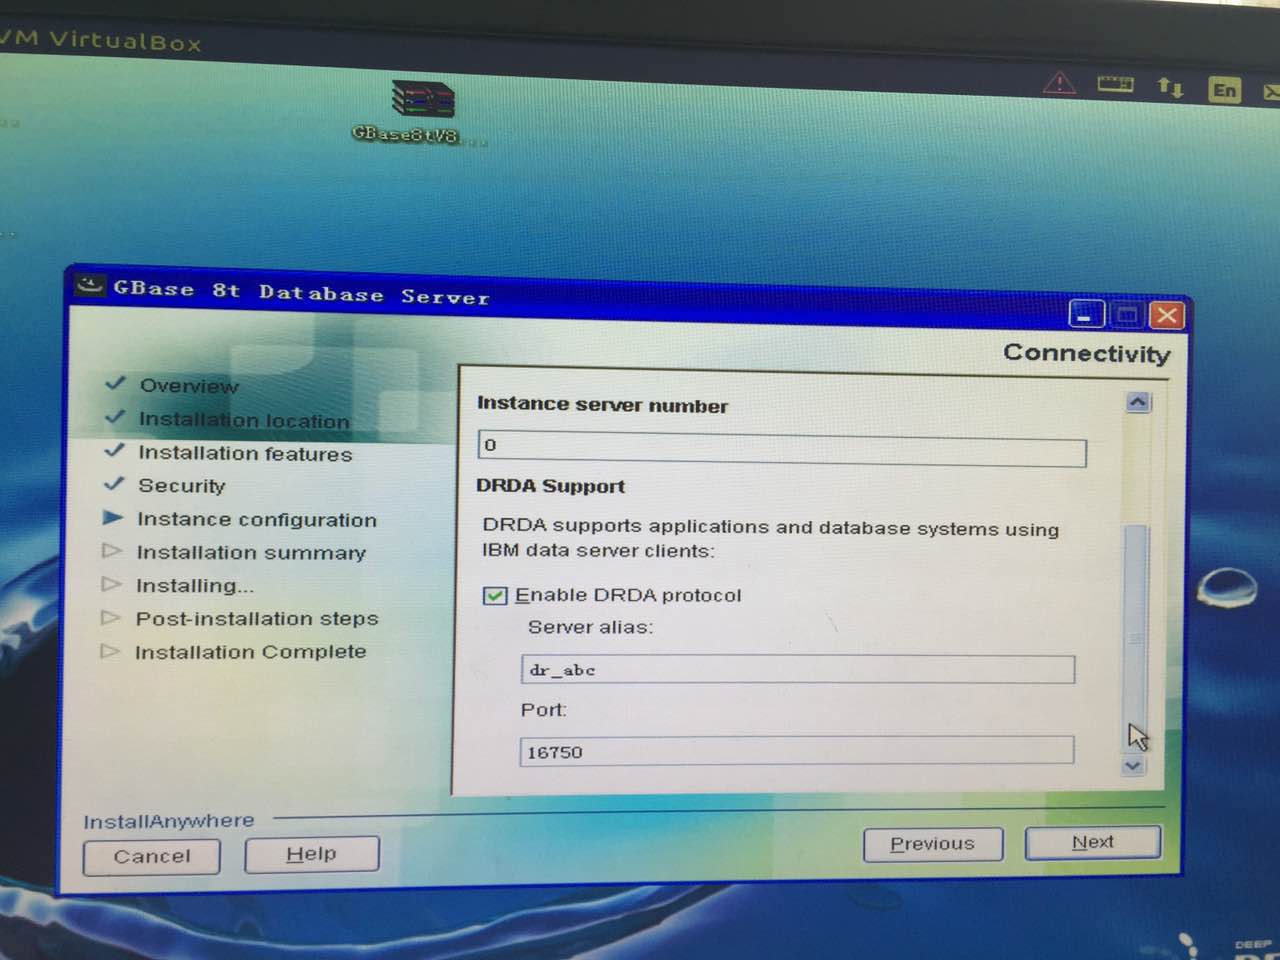 VM VirtualBox
En
GBase8tV8...
GBase 8t Database Server
Connectivity
Overview
Installation location
Installation features
Security
Instance configuration
Installation summary
Installing...
Post-installation steps
Installation Complete
Instance server number
0
DRDA Support
DRDA supports applications and database systems using
IBM data server clients:
Enable DRDA protocol
Server alias:
dr_abc
Port:
16750
InstallAnywhere
Cancel
Help
Previous
Next
DEEP